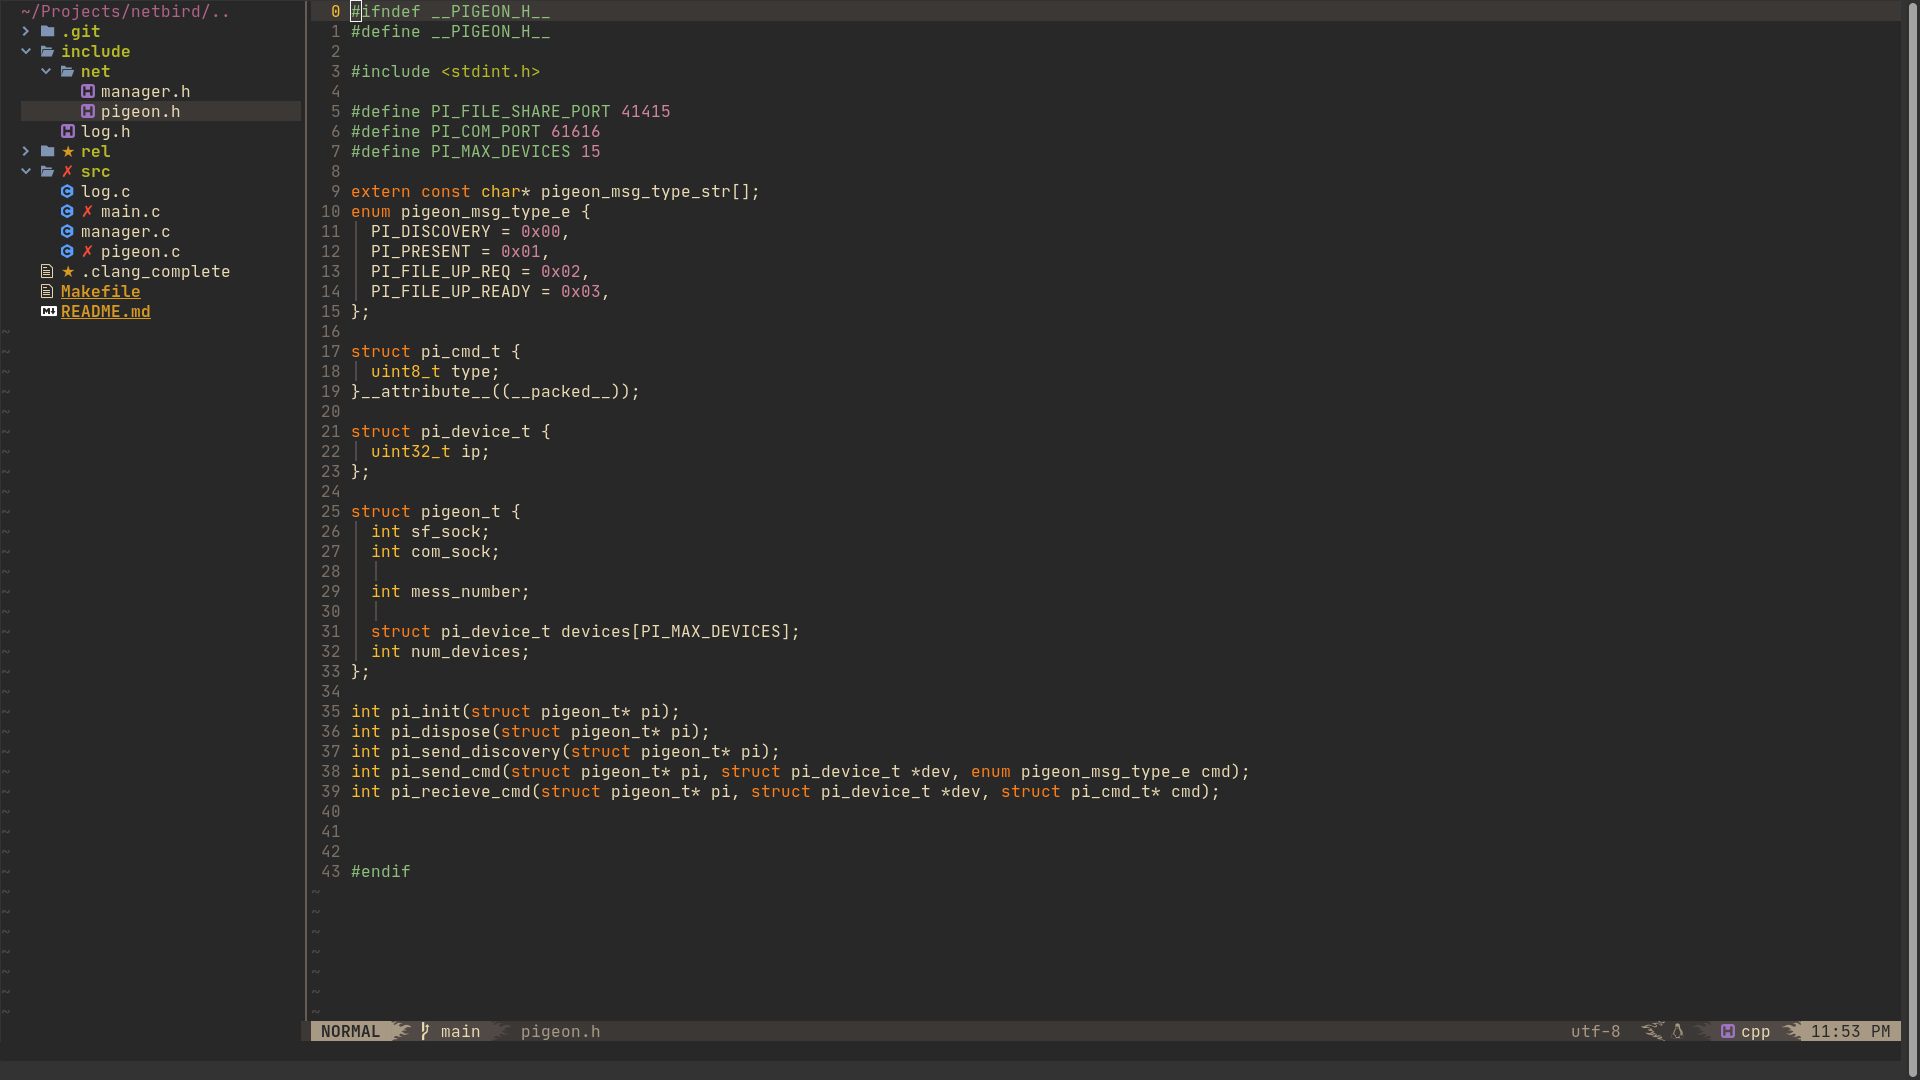 ~/Projects/netbird/..
.git
include
net
manager.h
pigeon.h
log.h
rel
src
log.c
main.c
manager.c
pigeon.c
.clang_complete
Makefile
README.md
0 #ifndef __PIGEON_H__
1 #define __PIGEON_H__
2
3 #include <stdint.h>
4
5 #define PI_FILE_SHARE_PORT 41415
6 #define PI_COM_PORT 61616
7 #define PI_MAX_DEVICES 15
8
9 extern const char* pigeon_msg_type_str[];
10 enum pigeon_msg_type_e {
11 PI_DISCOVERY = 0x00,
12 PI_PRESENT = 0x01,
13 PI_FILE_UP_REQ = 0x02,
14 PI_FILE_UP_READY = 0x03,
15 };
16
17 struct pi_cmd_t {
18 uint8_t type;
19 }__attribute__((__packed__));
20
21 struct pi_device_t {
22 uint32_t ip;
23 };
24
25 struct pigeon_t {
26 int sf_sock;
27 int com_sock;
28
29 int mess_number;
30
31 struct pi_device_t devices[PI_MAX_DEVICES];
32 int num_devices;
33 };
34
35 int pi_init(struct pigeon_t* pi);
36 int pi_dispose(struct pigeon_t* pi);
37 int pi_send_discovery(struct pigeon_t* pi);
38 int pi_send_cmd(struct pigeon_t* pi, struct pi_device_t *dev, enum pigeon_msg_type_e cmd);
39 int pi_recieve_cmd(struct pigeon_t* pi, struct pi_device_t *dev, struct pi_cmd_t* cmd);
40
41
42
43 #endif
NORMAL main pigeon.h utf-8 cpp 11:53 PM